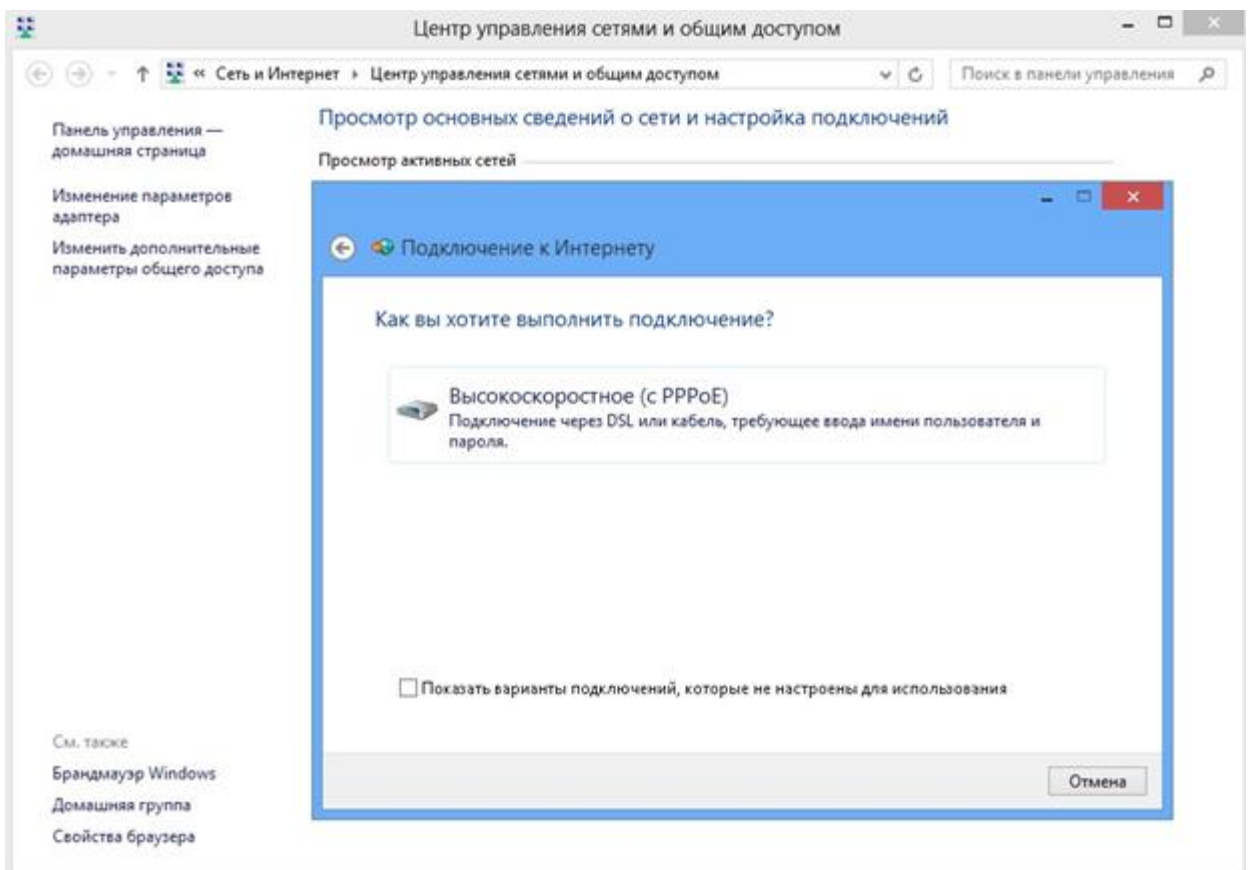 Центр управления сетями и общим доступом
« Сеть и Интернет Центр управления сетями и общим доступом
Поиск в панели управления
Панель управления —
домашняя страница
Изменение параметров
адаптера
Изменить дополнительные
параметры общего доступа
Просмотр основных сведений о сети и настройка подключений
Просмотр активных сетей
Подключение к Интернету
Как вы хотите выполнить подключение?
Высокоскоростное (с PPPoE)
Подключение через DSL или кабель, требующее ввода имени пользователя и
пароля.
Показать варианты подключений, которые не настроены для использования
Отмена
См. также
Брандмауэр Windows
Домашняя группа
Свойства браузера